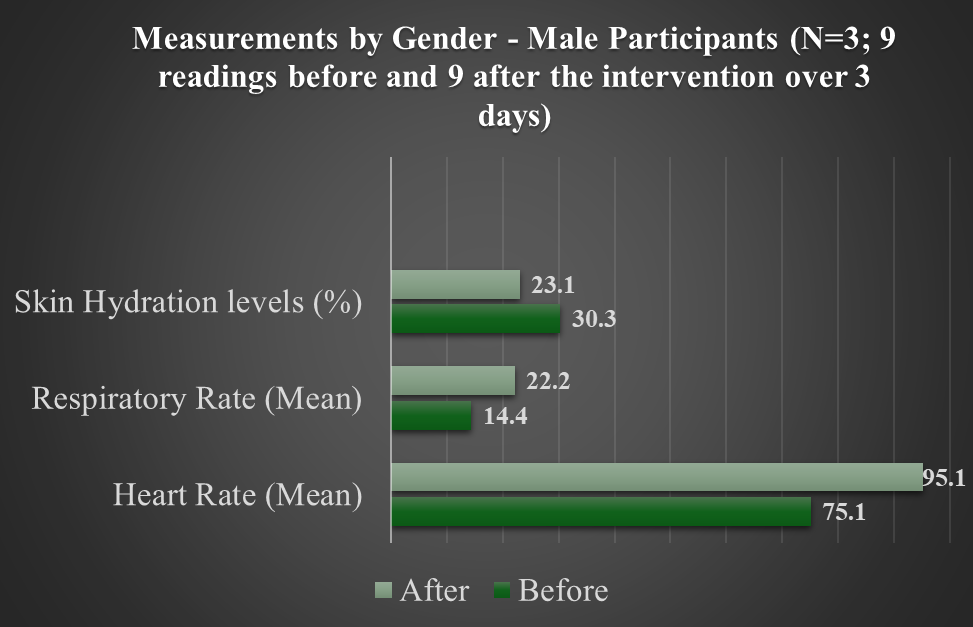 Measurements by Gender - Male Participants (N=3; 9
readings before and 9 after the intervention over 3
days)
Skin Hydration levels (%)
23.1
30.3
Respiratory Rate (Mean)
22.2
14.4
Heart Rate (Mean)
95.1
75.1
After
Before